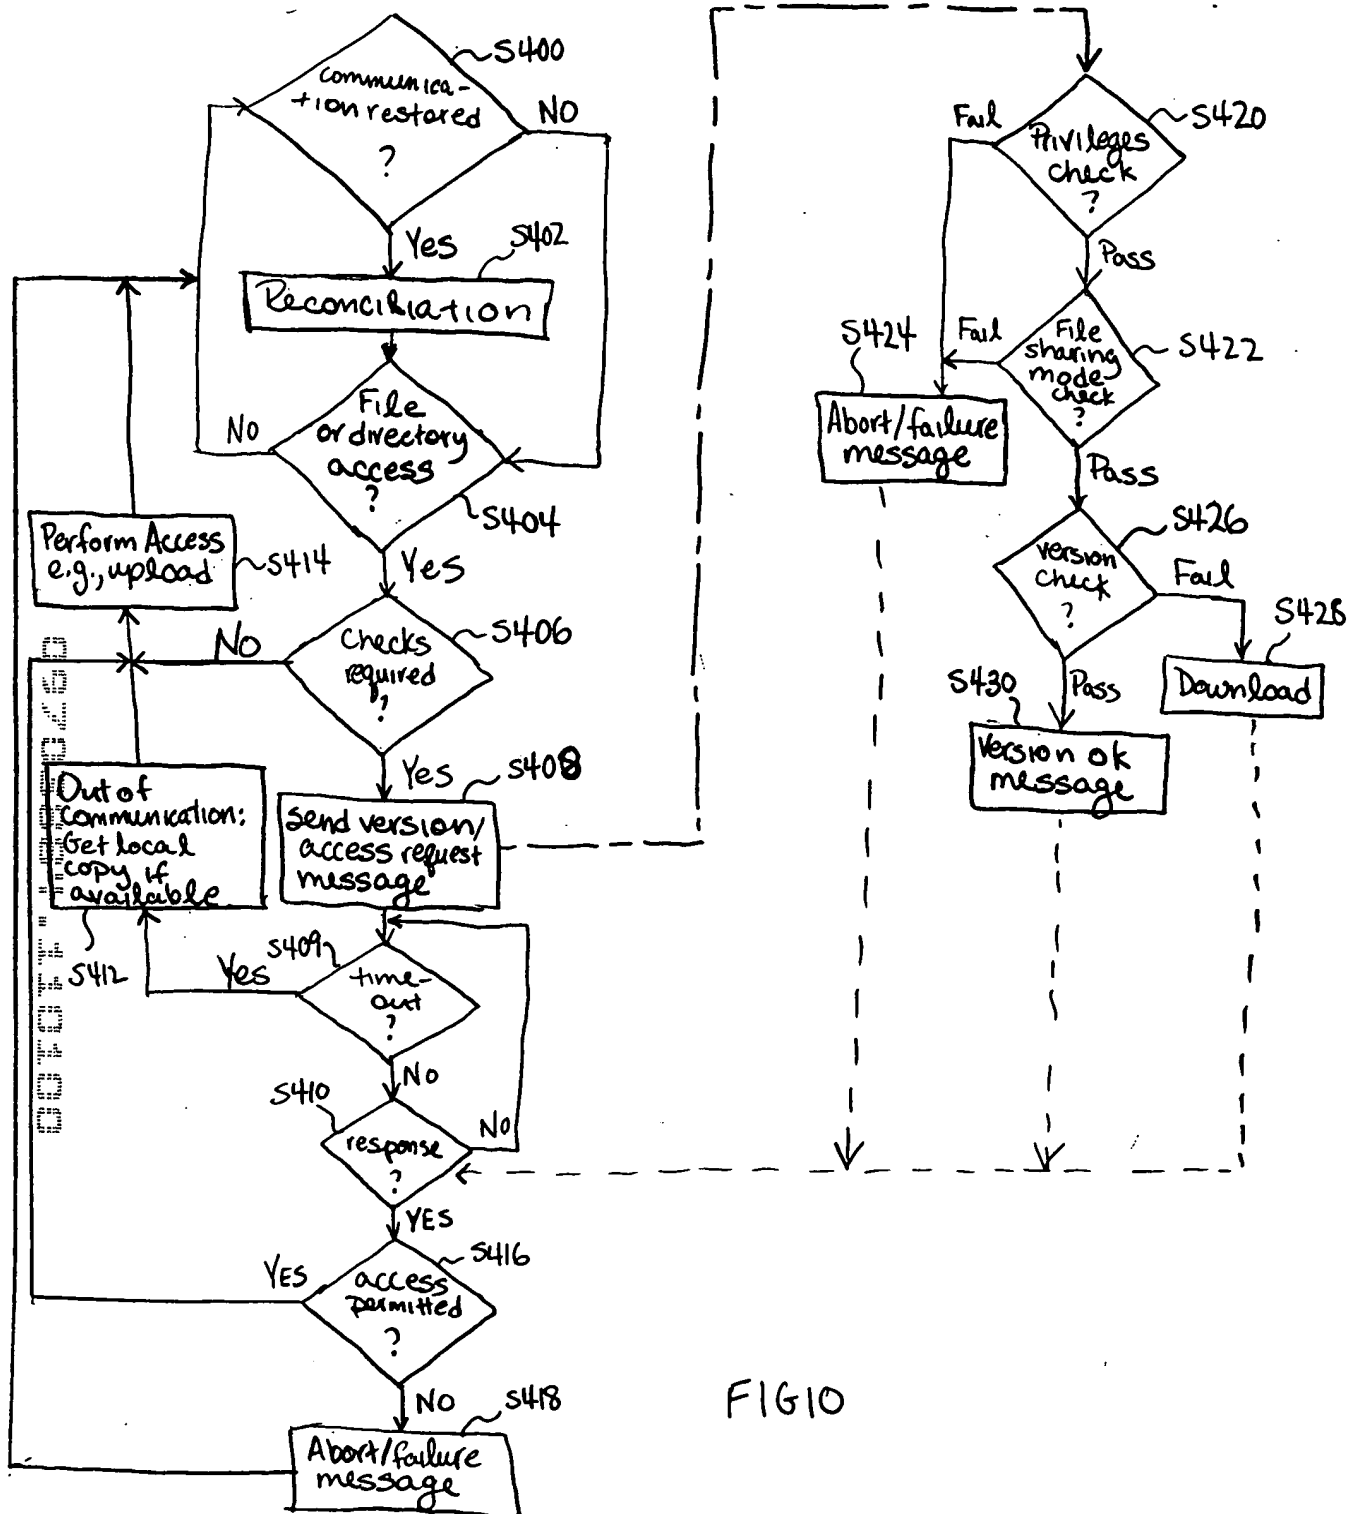 S400
communica-
tion restored
?
NO
Yes
S402
Reconciliation
File
or directory
access
?
NO
S404
Yes
Perform Access
e.g., upload
S414
Checks
required
?
S406
NO
Yes
S408
Send version/
access request
message
Out of
communication:
Get local
copy if
available
S412
S409
time-
out
?
Yes
NO
S410
response
?
NO
YES
S416
access
permitted
?
YES
NO
S418
Abort/failure
message
S420
Privileges
check
?
Fail
Pass
File
sharing
mode
check
?
S422
Fail
Pass
S424
Abort/failure
message
S426
version
check
?
Fail
S428
Download
Pass
S430
Version ok
message
FIG10